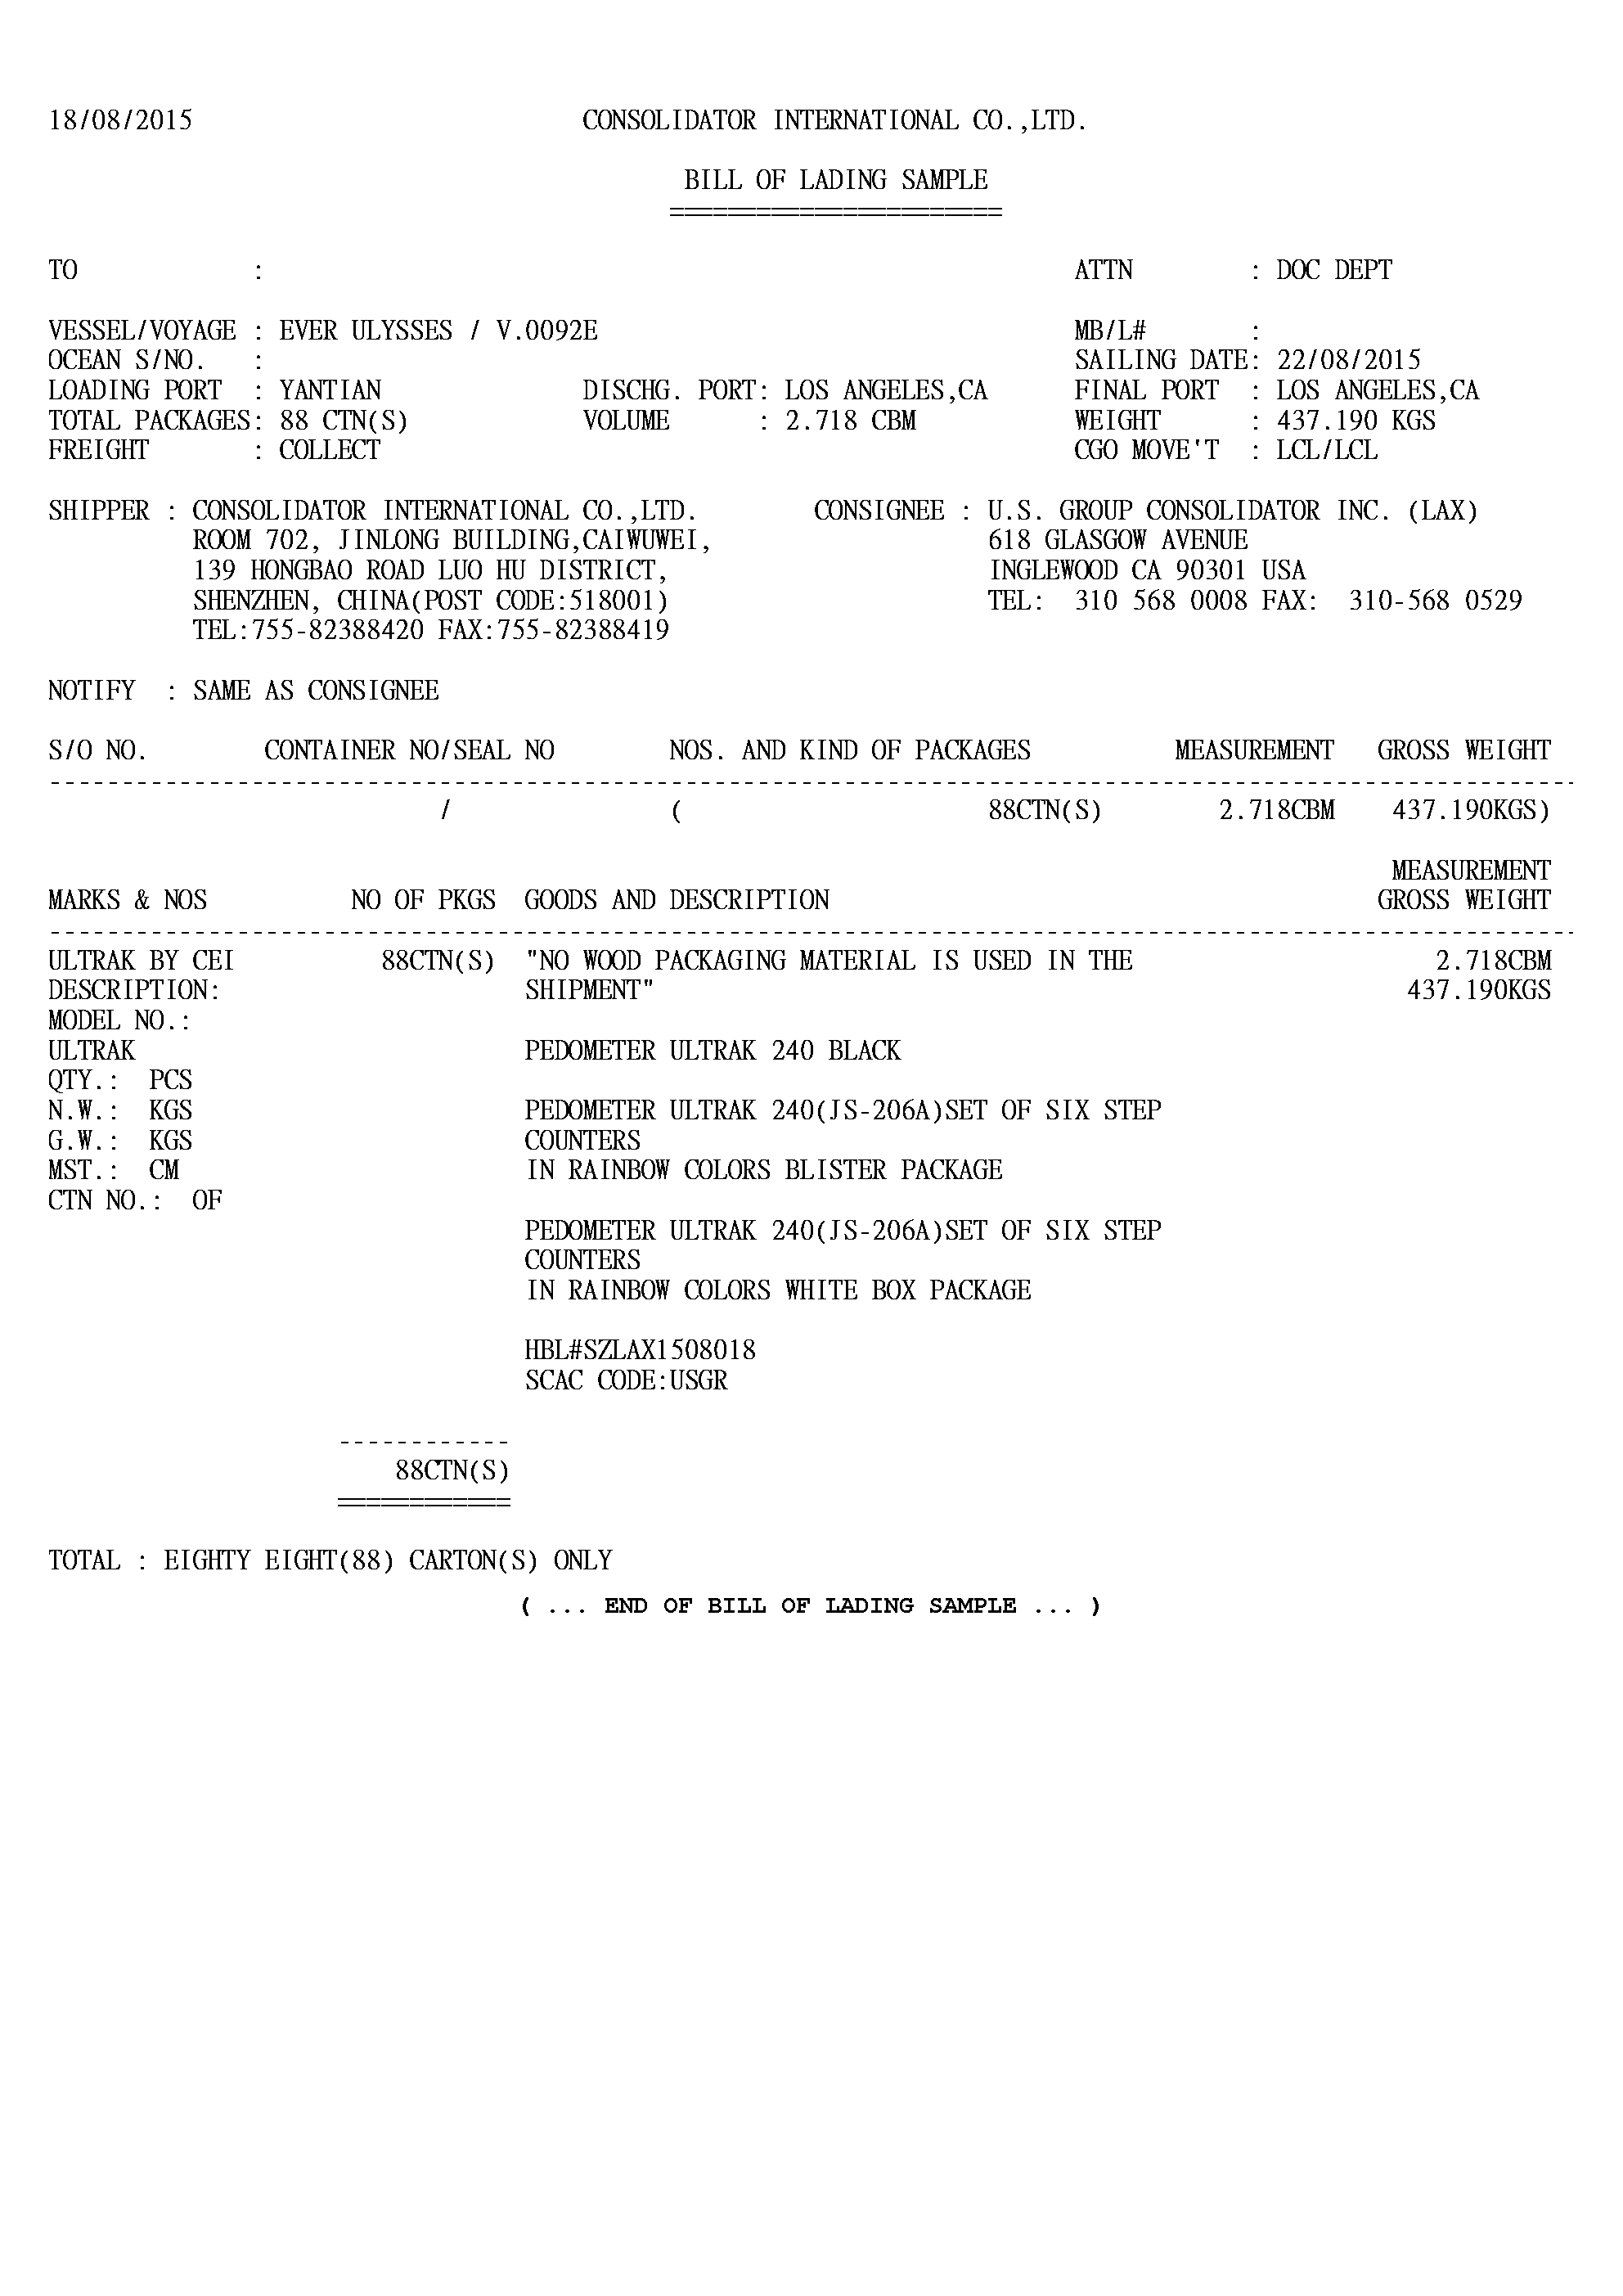 18/08/2015 CONSOLIDATOR INTERNATIONAL CO.,LTD.
BILL OF LADING SAMPLE
=======================
TO : ATTN : DOC DEPT
VESSEL/VOYAGE : EVER ULYSSES / V.0092E MB/L# :
OCEAN S/NO. : SAILING DATE: 22/08/2015
LOADING PORT : YANTIAN DISCHG. PORT: LOS ANGELES,CA FINAL PORT : LOS ANGELES,CA
TOTAL PACKAGES: 88 CTN(S) VOLUME : 2.718 CBM WEIGHT : 437.190 KGS
FREIGHT : COLLECT CGO MOVE'T : LCL/LCL
SHIPPER : CONSOLIDATOR INTERNATIONAL CO.,LTD. CONSIGNEE : U.S. GROUP CONSOLIDATOR INC. (LAX)
ROOM 702, JINLONG BUILDING,CAIWUWEI, 618 GLASGOW AVENUE
139 HONGBAO ROAD LUO HU DISTRICT, INGLEWOOD CA 90301 USA
SHENZHEN, CHINA(POST CODE:518001) TEL: 310 568 0008 FAX: 310-568 0529
TEL:755-82388420 FAX:755-82388419
NOTIFY : SAME AS CONSIGNEE
S/O NO. CONTAINER NO/SEAL NO NOS. AND KIND OF PACKAGES MEASUREMENT GROSS WEIGHT
/ ( 88CTN(S) 2.718CBM 437.190KGS)
MEASUREMENT
MARKS & NOS NO OF PKGS GOODS AND DESCRIPTION GROSS WEIGHT
ULTRAK BY CEI 88CTN(S) "NO WOOD PACKAGING MATERIAL IS USED IN THE 2.718CBM
DESCRIPTION: SHIPMENT" 437.190KGS
MODEL NO.:
ULTRAK PEDOMETER ULTRAK 240 BLACK
QTY.: PCS
N.W.: KGS PEDOMETER ULTRAK 240(JS-206A)SET OF SIX STEP
G.W.: KGS COUNTERS
MST.: CM IN RAINBOW COLORS BLISTER PACKAGE
CTN NO.: OF
PEDOMETER ULTRAK 240(JS-206A)SET OF SIX STEP
COUNTERS
IN RAINBOW COLORS WHITE BOX PACKAGE
HBL#SZLAX1508018
SCAC CODE:USGR
------------
88CTN(S)
============
TOTAL : EIGHTY EIGHT(88) CARTON(S) ONLY
( ... END OF BILL OF LADING SAMPLE ... )